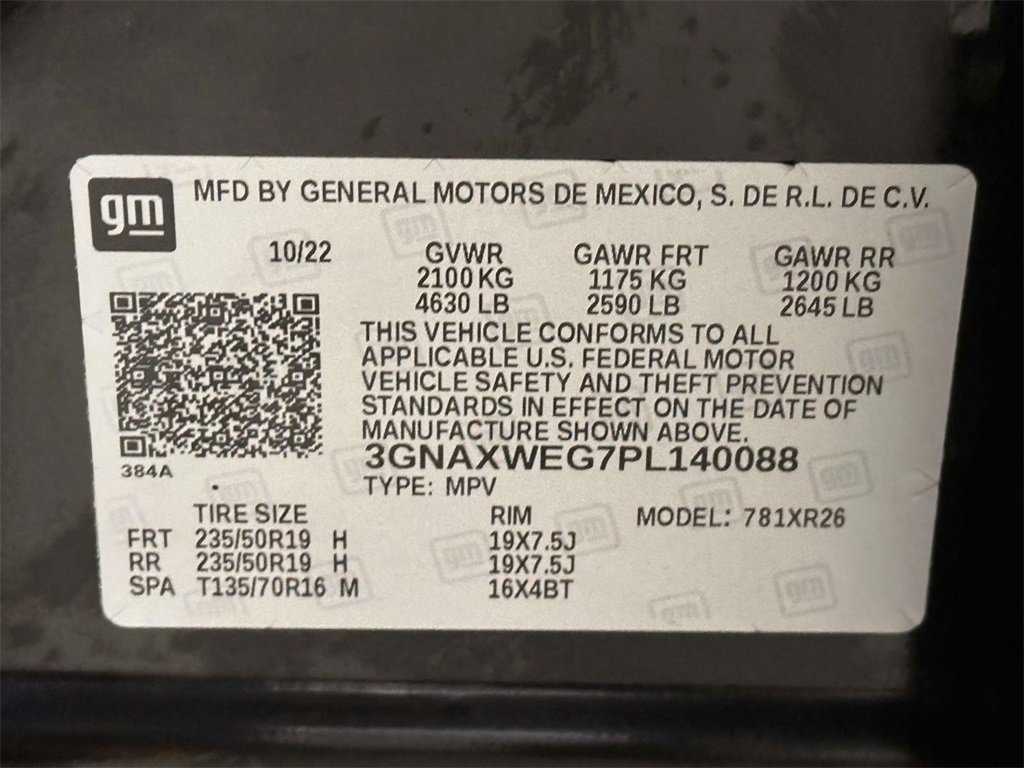 gm
MFD BY GENERAL MOTORS DE MEXICO, S. DE R.L. DE C.V.
10/22 GVWR GAWR FRT GAWR RR
2100 KG 1175 KG 1200 KG
4630 LB 2590 LB 2645 LB
THIS VEHICLE CONFORMS TO ALL
APPLICABLE U.S. FEDERAL MOTOR
VEHICLE SAFETY AND THEFT PREVENTION
STANDARDS IN EFFECT ON THE DATE OF
MANUFACTURE SHOWN ABOVE.
3GNAXWEG7PL140088
384A
TYPE: MPV
TIRE SIZE RIM MODEL: 781XR26
FRT 235/50R19 H 19X7.5J
RR 235/50R19 H 19X7.5J
SPA T135/70R16 M 16X4BT